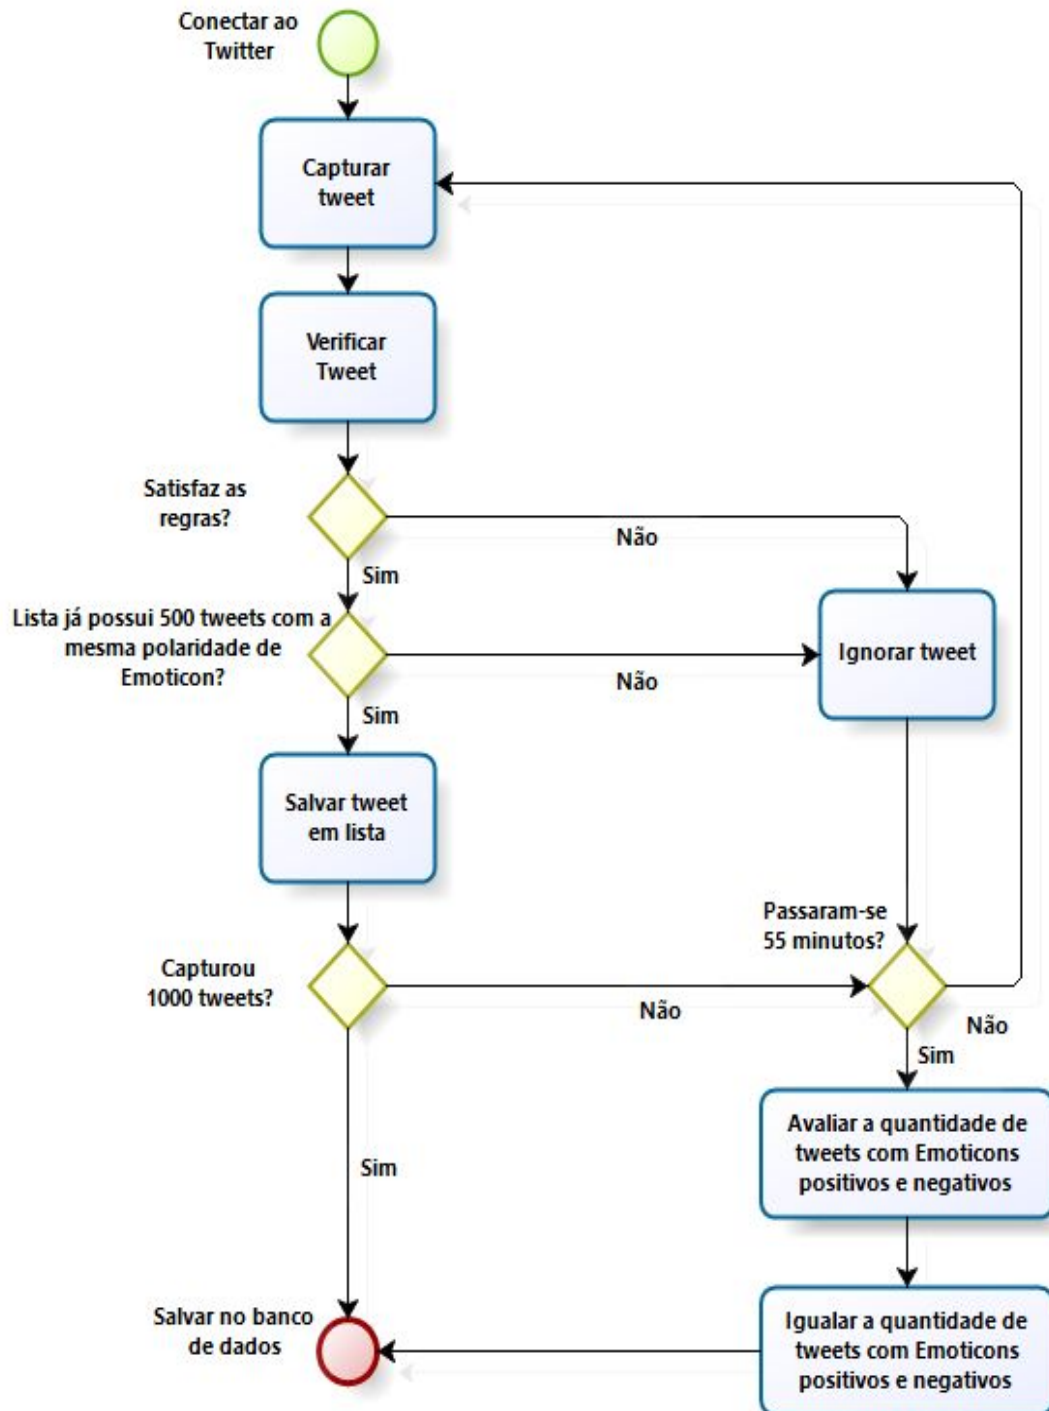 Conectar ao
Twitter
Capturar
tweet
Verificar
Tweet
Satisfaz as
regras?
Não
Sim
Lista já possui 500 tweets com a
mesma polaridade de
Emoticon?
Ignorar tweet
Não
Sim
Salvar tweet
em lista
Passaram-se
55 minutos?
Capturou
1000 tweets?
Não
Não
Sim
Avaliar a quantidade de
tweets com Emoticons
positivos e negativos
Sim
Salvar no banco
de dados
Igualar a quantidade de
tweets com Emoticons
positivos e negativos